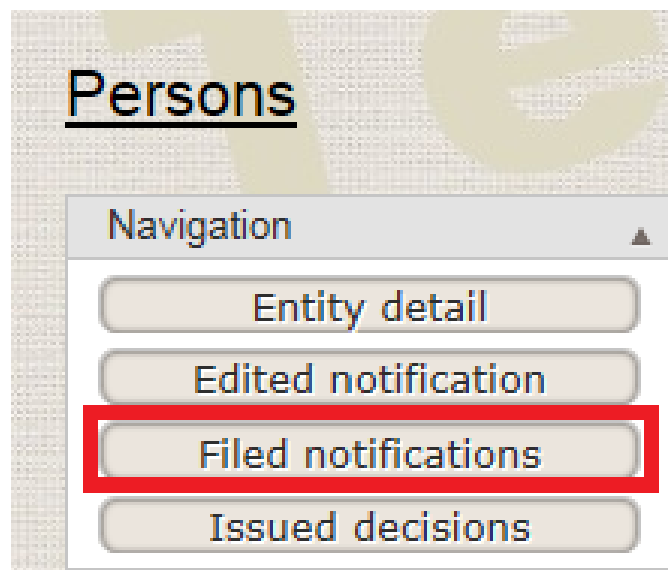 Persons
Navigation
Entity detail
Edited notification
Filed notifications
Issued decisions